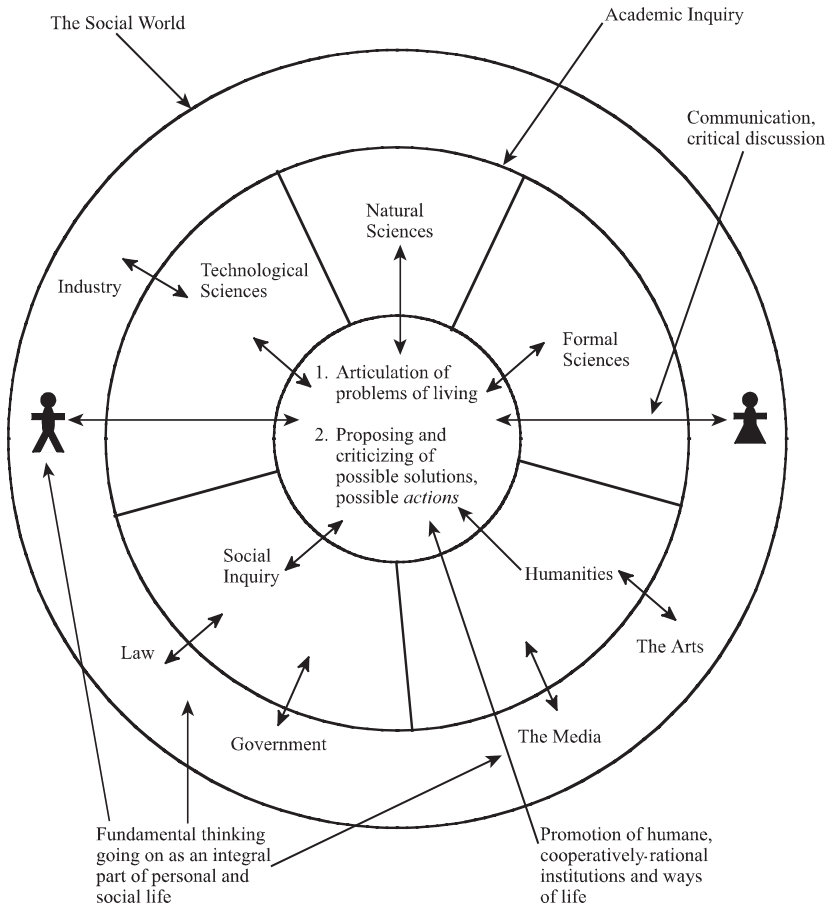 The Social World
Academic Inquiry
Communication,
critical discussion
Natural
Sciences
Industry
Technological
Sciences
Formal
Sciences
1. Articulation of
problems of living
2. Proposing and
criticizing of
possible solutions,
possible actions
Social
Inquiry
Humanities
Law
The Arts
Government
The Media
Fundamental thinking
going on as an integral
part of personal and
social life
Promotion of humane,
cooperatively-rational
institutions and ways
of life